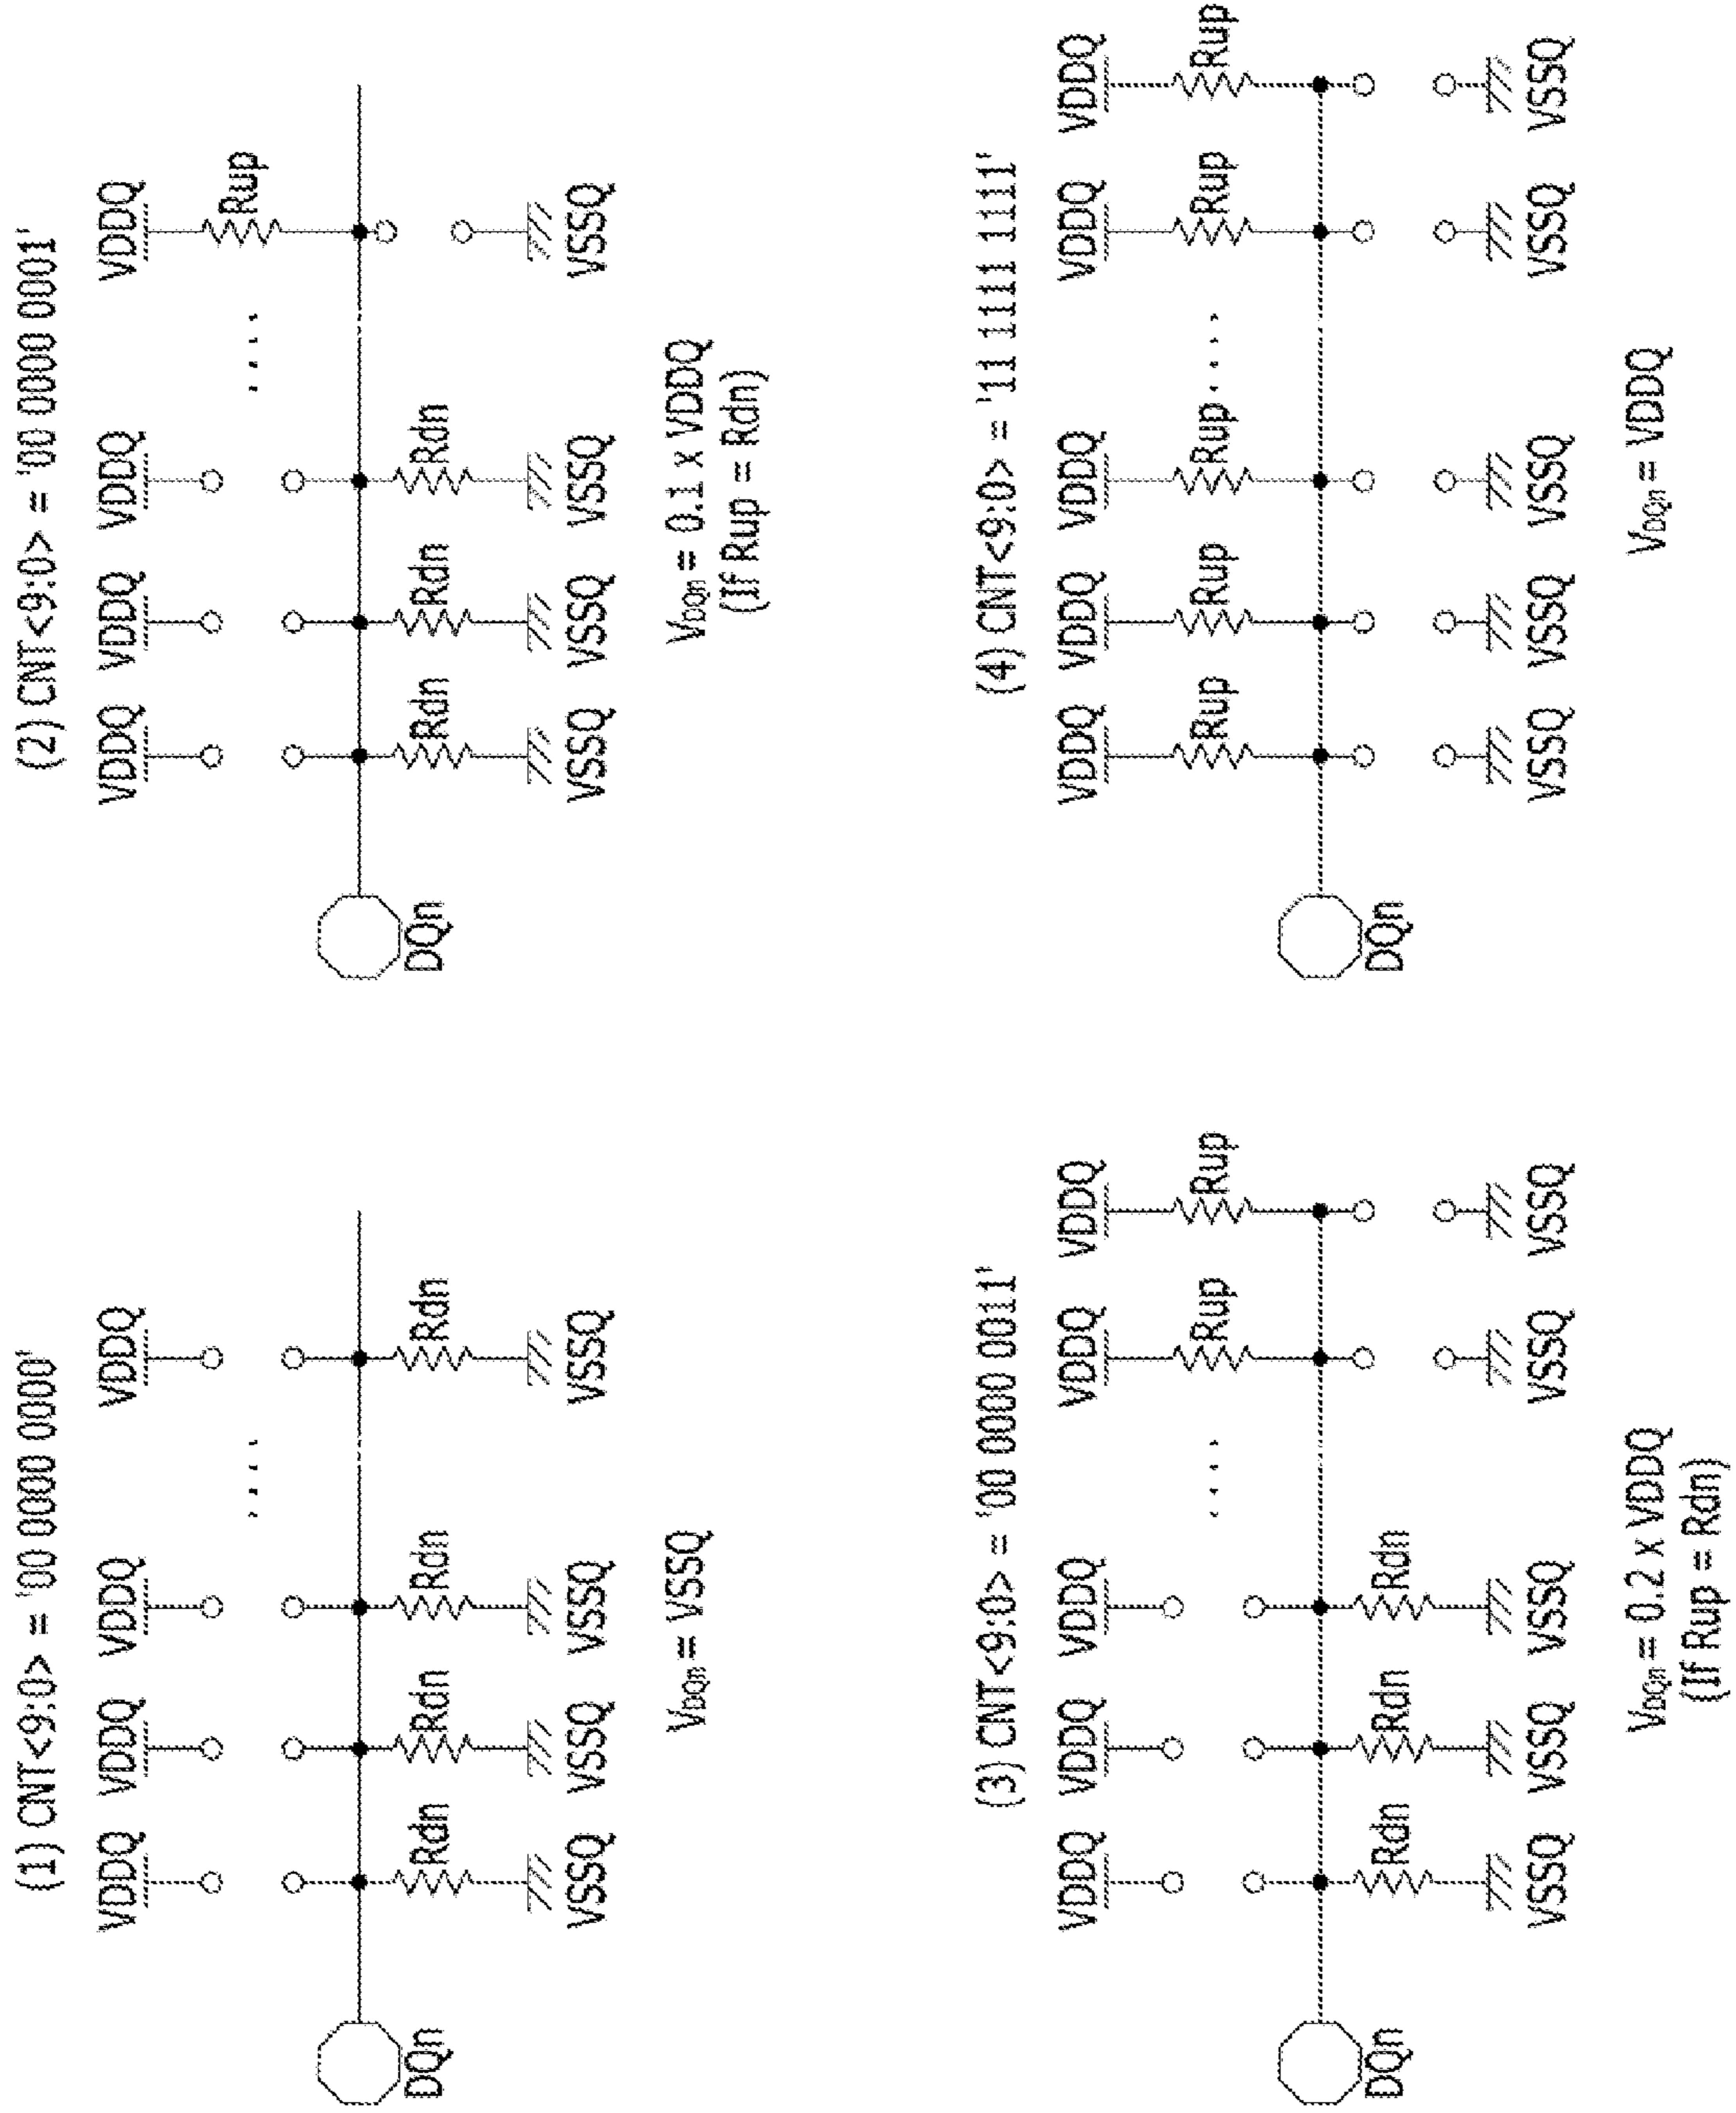 (1) CNT<9:0> = '00 0000 0000'
VDDQ VDDQ VDDQ VDDQ
....
Rdn Rdn Rdn Rdn
DQn
VSSQ VSSQ VSSQ VSSQ
VDQn = VSSQ
(2) CNT<9:0> = '00 0000 0001'
VDDQ VDDQ VDDQ VDDQ
.... Rup
Rdn Rdn Rdn
DQn
VSSQ VSSQ VSSQ VSSQ
VDQn = 0.1 x VDDQ
(If Rup = Rdn)
(3) CNT<9:0> = '00 0000 0011'
VDDQ VDDQ VDDQ VDDQ VDDQ
.... Rup Rup
Rdn Rdn Rdn
DQn
VSSQ VSSQ VSSQ VSSQ VSSQ
VDQn = 0.2 x VDDQ
(If Rup = Rdn)
(4) CNT<9:0> = '11 1111 1111'
VDDQ VDDQ VDDQ VDDQ VDDQ
Rup Rup Rup .... Rup Rup
DQn
VSSQ VSSQ VSSQ VSSQ VSSQ
VDQn = VDDQ